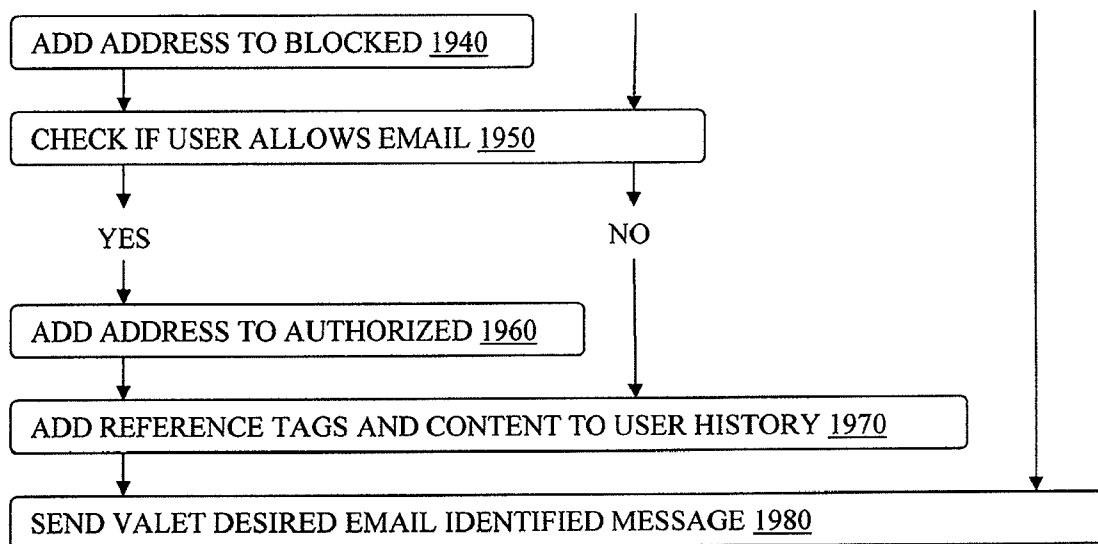 ADD ADDRESS TO BLOCKED 1940
CHECK IF USER ALLOWS EMAIL 1950
YES
NO
ADD ADDRESS TO AUTHORIZED 1960
ADD REFERENCE TAGS AND CONTENT TO USER HISTORY 1970
SEND VALET DESIRED EMAIL IDENTIFIED MESSAGE 1980